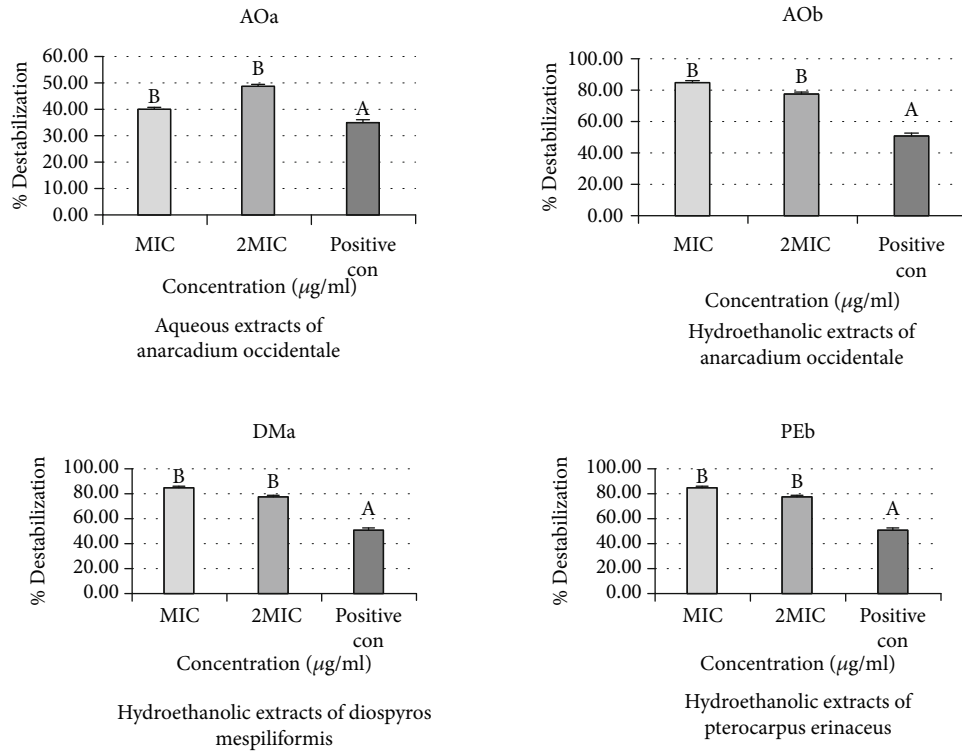 AOa
% Destabilization
60.00
50.00
40.00
30.00
20.00
10.00
0.00
B
B
A
MIC
2MIC
Positive
con
Concentration (μg/ml)
Aqueous extracts of
anarcadium occidentale
AOb
% Destabilization
100.00
80.00
60.00
40.00
20.00
0.00
B
B
A
MIC
2MIC
Positive
con
Concentration (μg/ml)
Hydroethanolic extracts of
anarcadium occidentale
DMa
% Destabilization
100.00
80.00
60.00
40.00
20.00
0.00
B
B
A
MIC
2MIC
Positive
con
Concentration (μg/ml)
Hydroethanolic extracts of diospyros
mespiliformis
PEb
% Destabilization
100.00
80.00
60.00
40.00
20.00
0.00
B
B
A
MIC
2MIC
Positive
con
Concentration (μg/ml)
Hydroethanolic extracts of
pterocarpus erinaceus